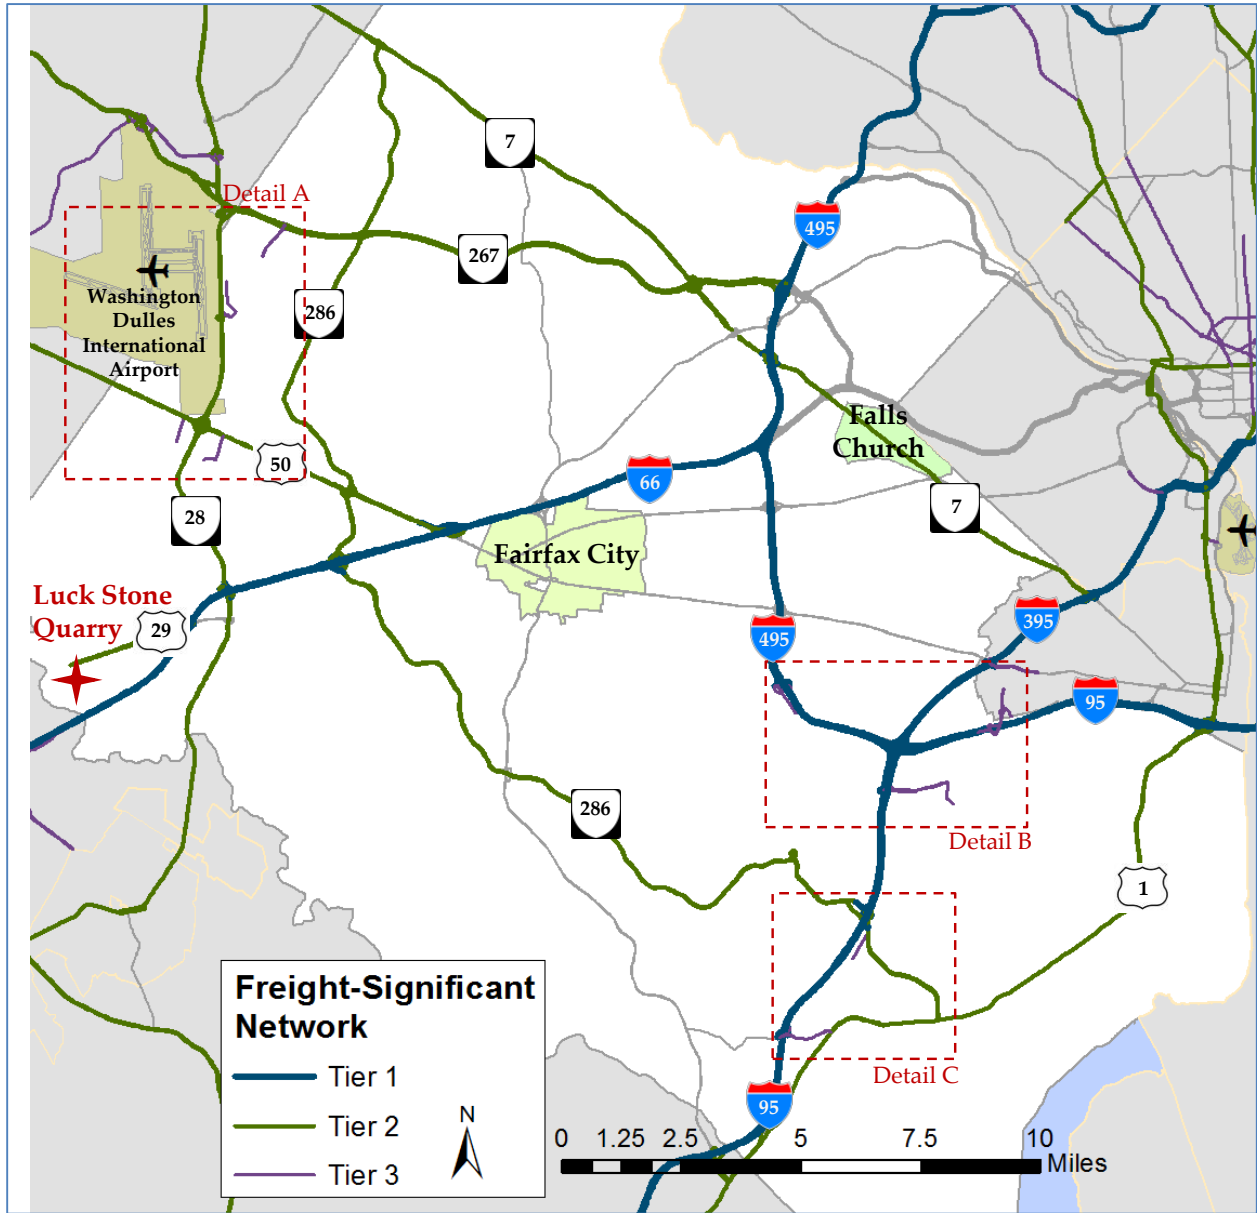 7
Detail A
495
267
Washington
Dulles
International
Airport
286
Falls
Church
50
66
7
28
Fairfax City
Luck Stone
Quarry
29
495
395
95
286
Detail B
1
Freight-Significant
Network
Tier 1
Tier 2
Tier 3
N
Detail C
95
0 1.25 2.5 5 7.5 10
Miles